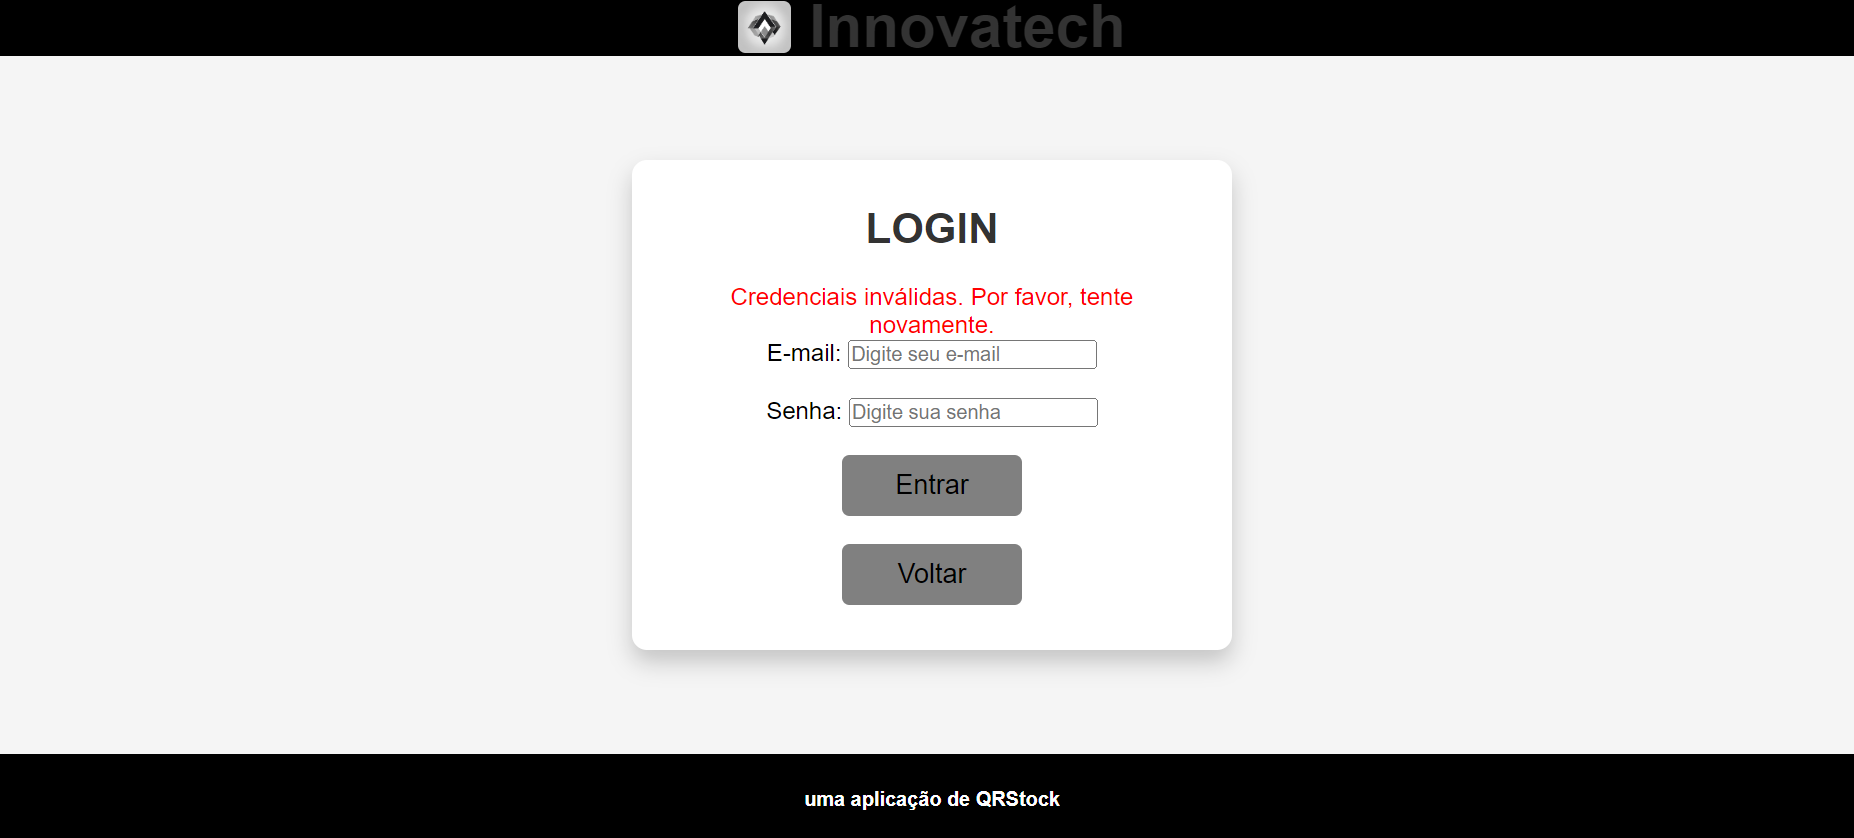 Innovatech
LOGIN
Credenciais inválidas. Por favor, tente
novamente.
E-mail: Digite seu e-mail
Senha: Digite sua senha
Entrar
Voltar
uma aplicação de QRStock